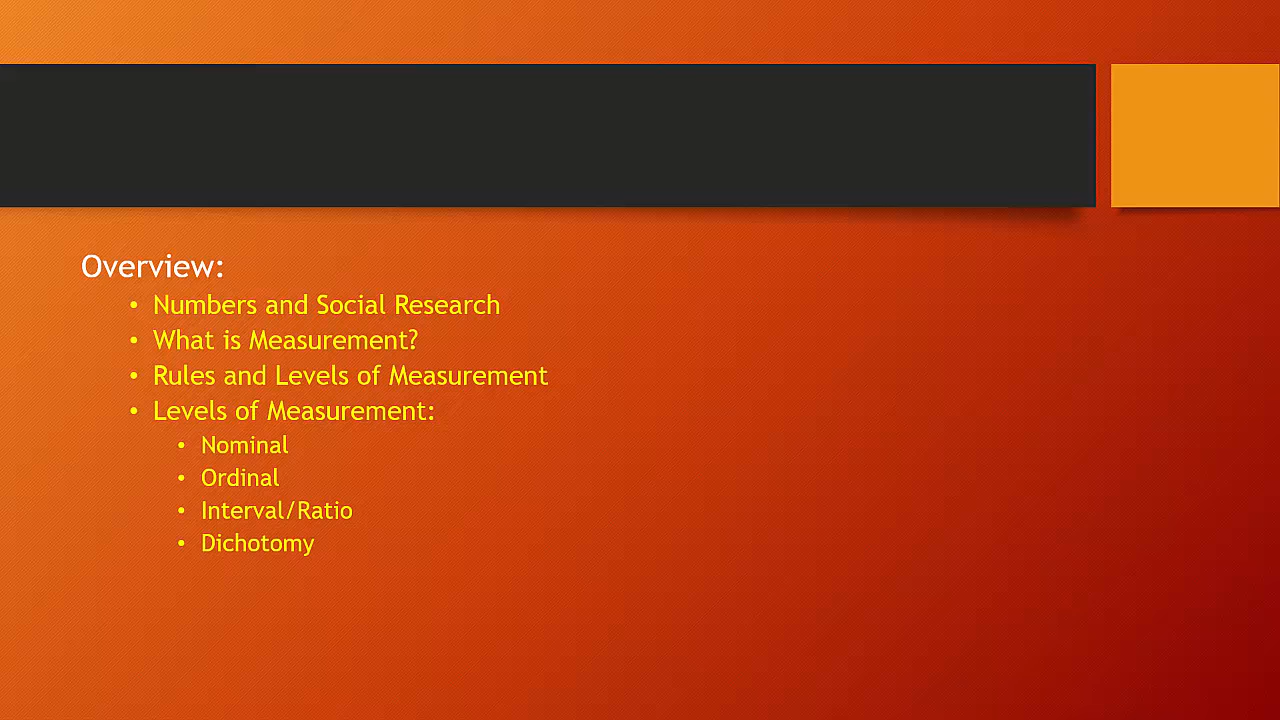 Overview:
• Numbers and Social Research
• What is Measurement?
• Rules and Levels of Measurement
• Levels of Measurement:
• Nominal
• Ordinal
• Interval/Ratio
• Dichotomy